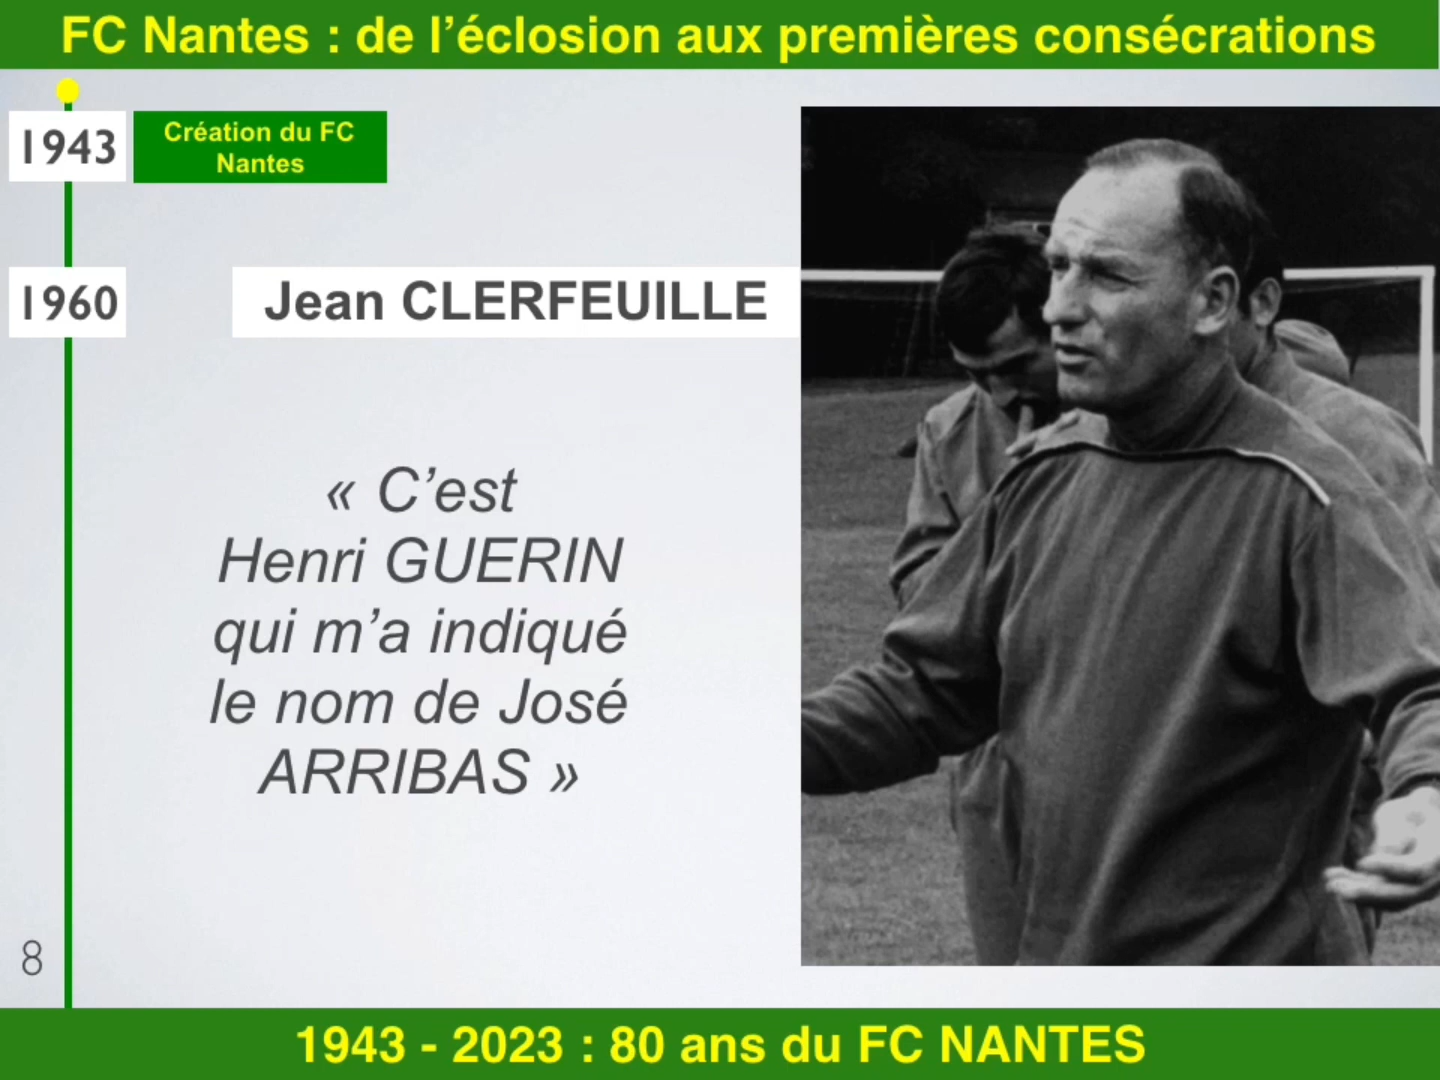 FC Nantes : de l’éclosion aux premières consécrations
1943
Création du FC
Nantes
1960
Jean CLERFEUILLE
« C’est
Henri GUERIN
qui m’a indiqué
le nom de José
ARRIBAS »
8
1943 - 2023 : 80 ans du FC NANTES